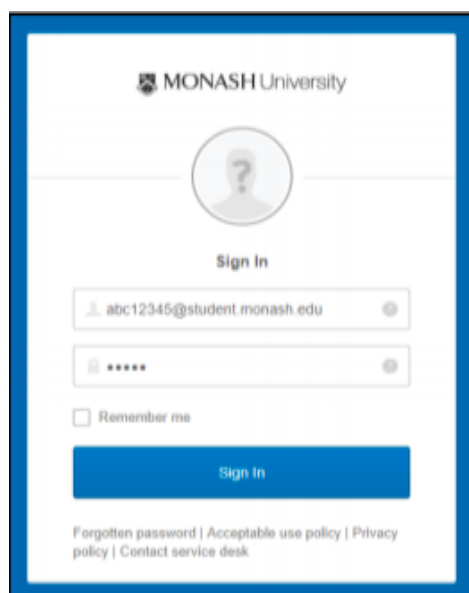 MONASH University
?
Sign In
abc12345@student.monash.edu ?
••••• ?
Remember me
Sign In
Forgotten password | Acceptable use policy | Privacy
policy | Contact service desk